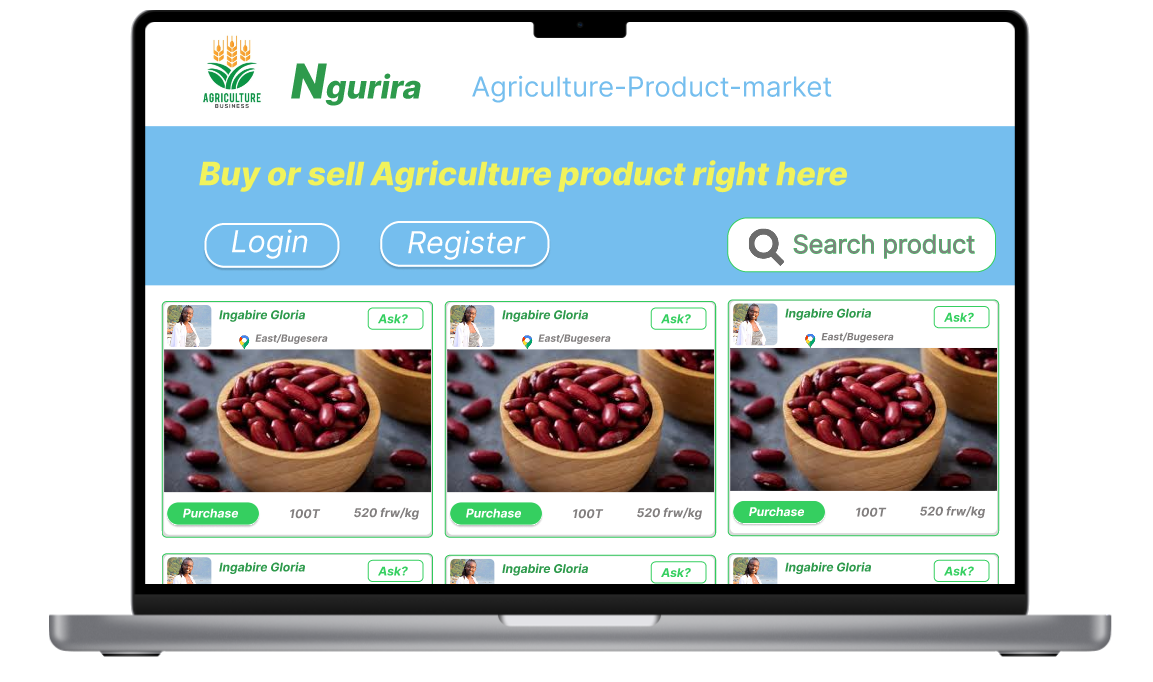 AGRICULTURE
BUSINESS
Ngurira
Agriculture-Product-market
Buy or sell Agriculture product right here
Login
Register
Search product
Ingabire Gloria
Ask?
East/Bugesera
Purchase
100T
520 frw/kg
Ingabire Gloria
Ask?
East/Bugesera
Purchase
100T
520 frw/kg
Ingabire Gloria
Ask?
East/Bugesera
Purchase
100T
520 frw/kg
Ingabire Gloria
Ask?
Ingabire Gloria
Ask?
Ingabire Gloria
Ask?